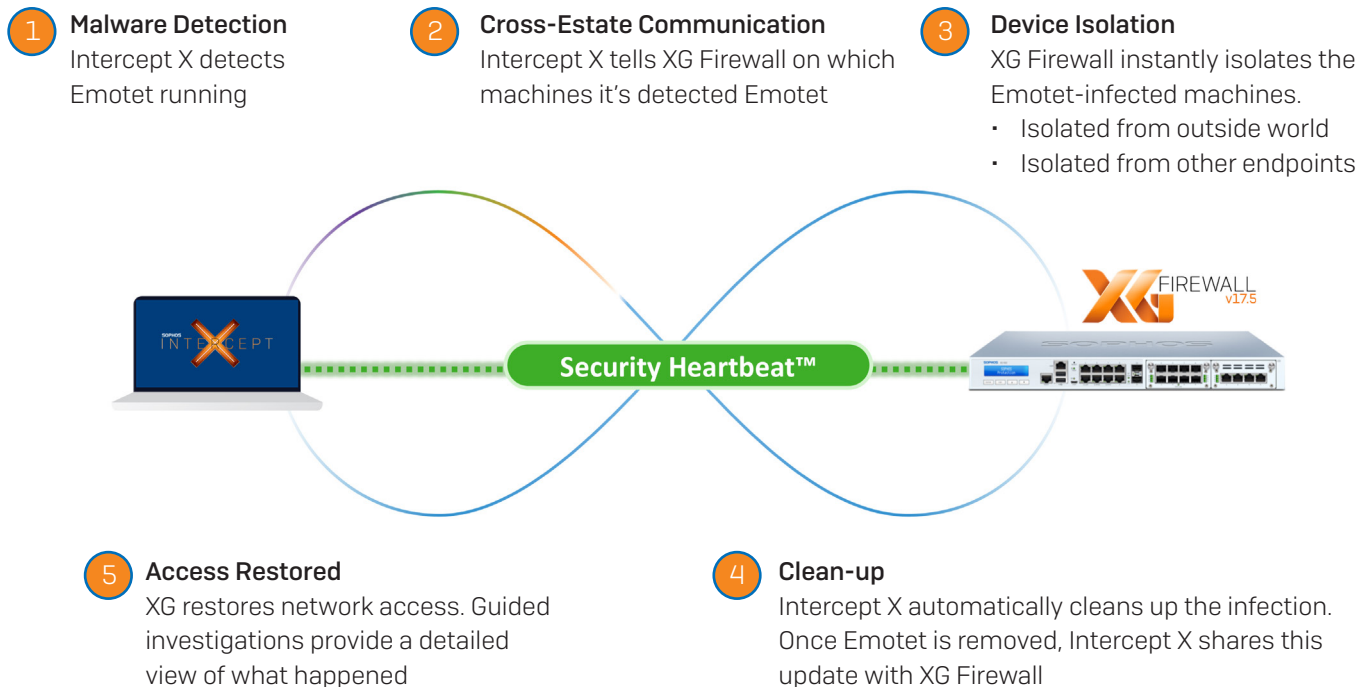 1
Malware Detection
Intercept X detects
Emotet running
2
Cross-Estate Communication
Intercept X tells XG Firewall on which
machines it's detected Emotet
3
Device Isolation
XG Firewall instantly isolates the
Emotet-infected machines.
• Isolated from outside world
• Isolated from other endpoints
SOPHOS
INTERCEPT
X
Security Heartbeat™
XG FIREWALL
v17.5
SOPHOS
SOPHOS
5
Access Restored
XG restores network access. Guided
investigations provide a detailed
view of what happened
4
Clean-up
Intercept X automatically cleans up the infection.
Once Emotet is removed, Intercept X shares this
update with XG Firewall